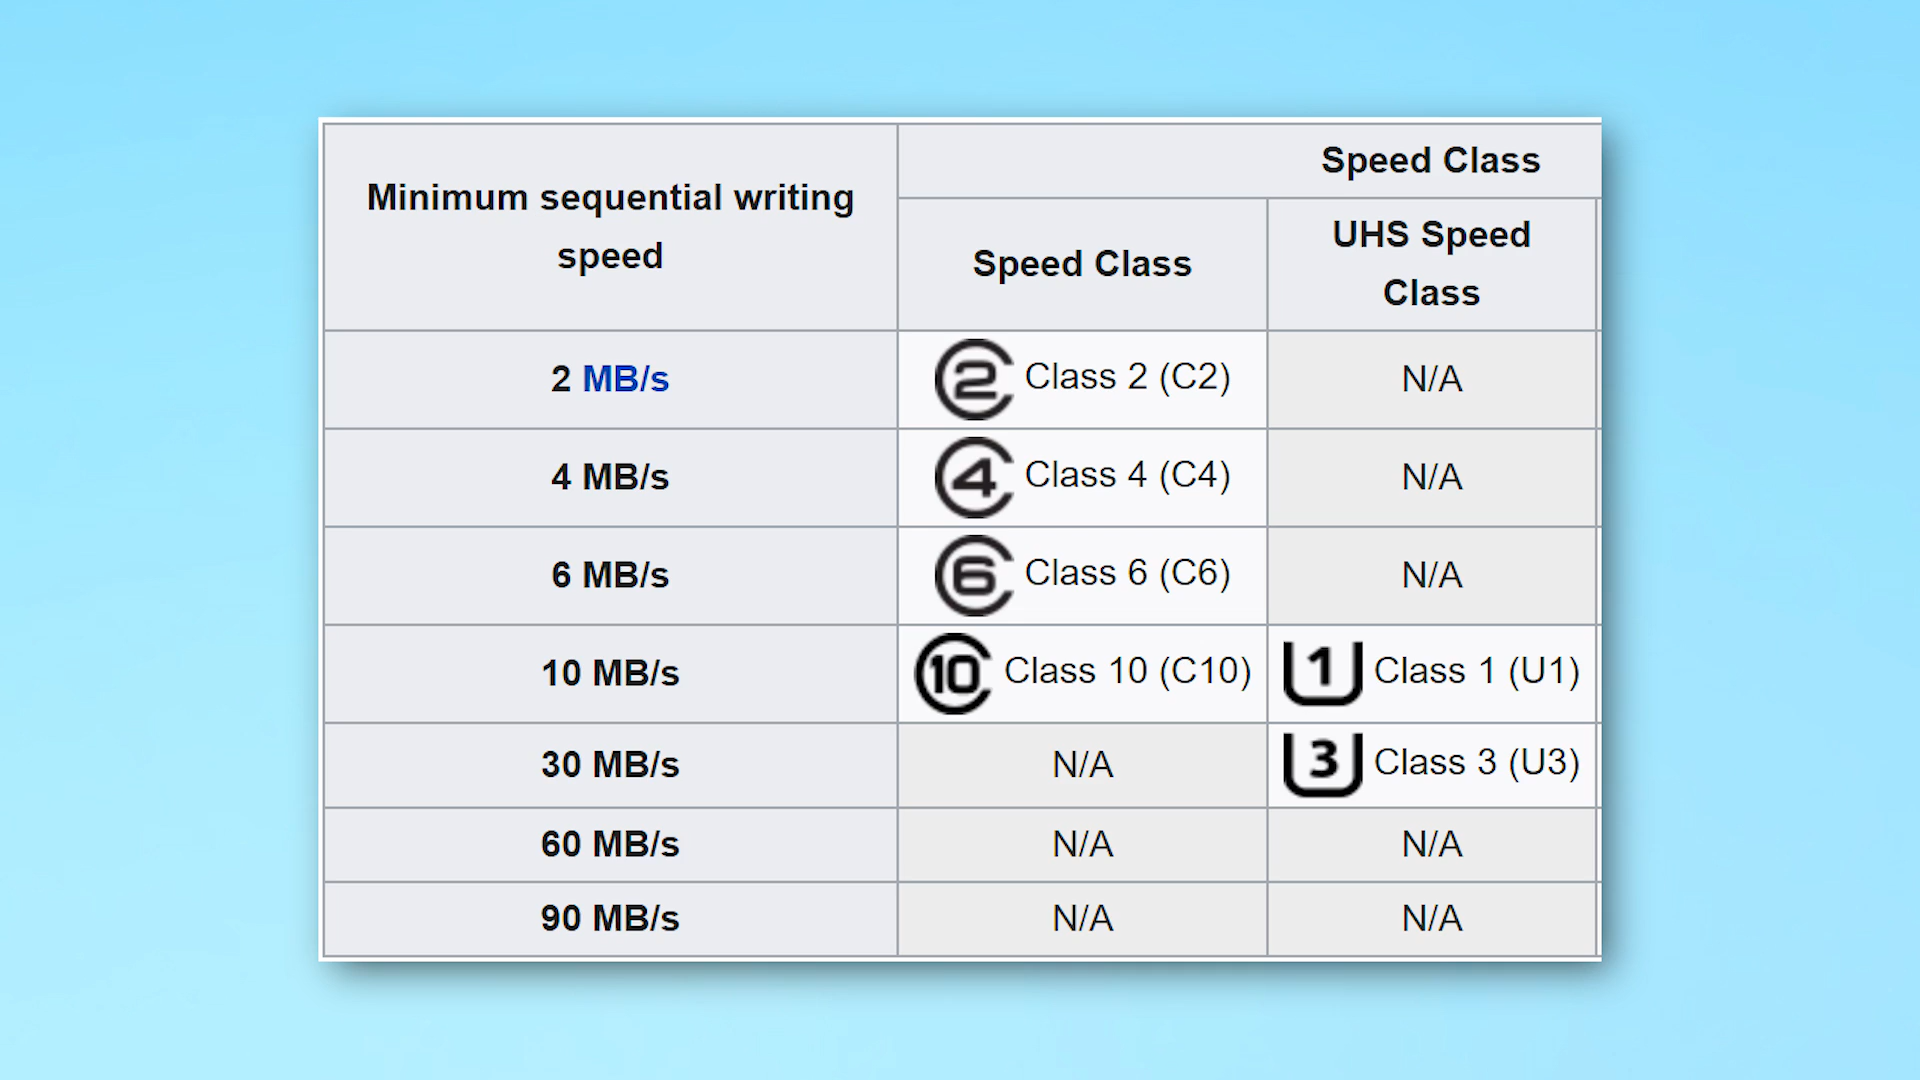 Speed Class
Minimum sequential writing
speed
Speed Class
UHS Speed
Class
2 MB/s
2 Class 2 (C2)
N/A
4 MB/s
4 Class 4 (C4)
N/A
6 MB/s
6 Class 6 (C6)
N/A
10 MB/s
10 Class 10 (C10)
1 Class 1 (U1)
30 MB/s
N/A
3 Class 3 (U3)
60 MB/s
N/A
N/A
90 MB/s
N/A
N/A